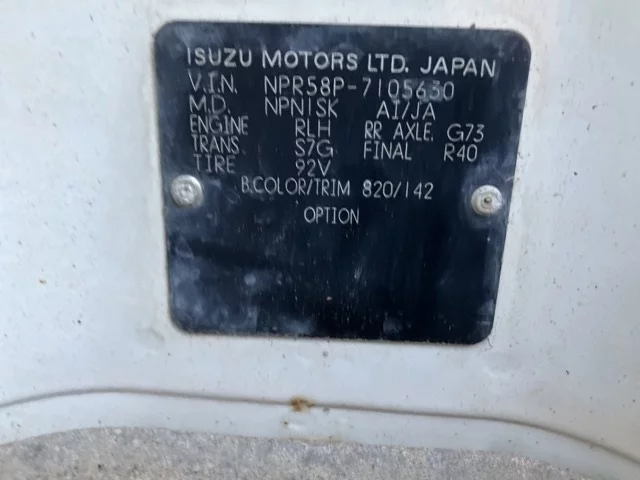 ISUZU MOTORS LTD. JAPAN
V.I.N. NPR58P-7105630
M.D. NPN1SK A1/JA
ENGINE RLH RR AXLE. G73
TRANS S7G FINAL R40
TIRE 92V
B.COLOR/TRIM 820/142
OPTION